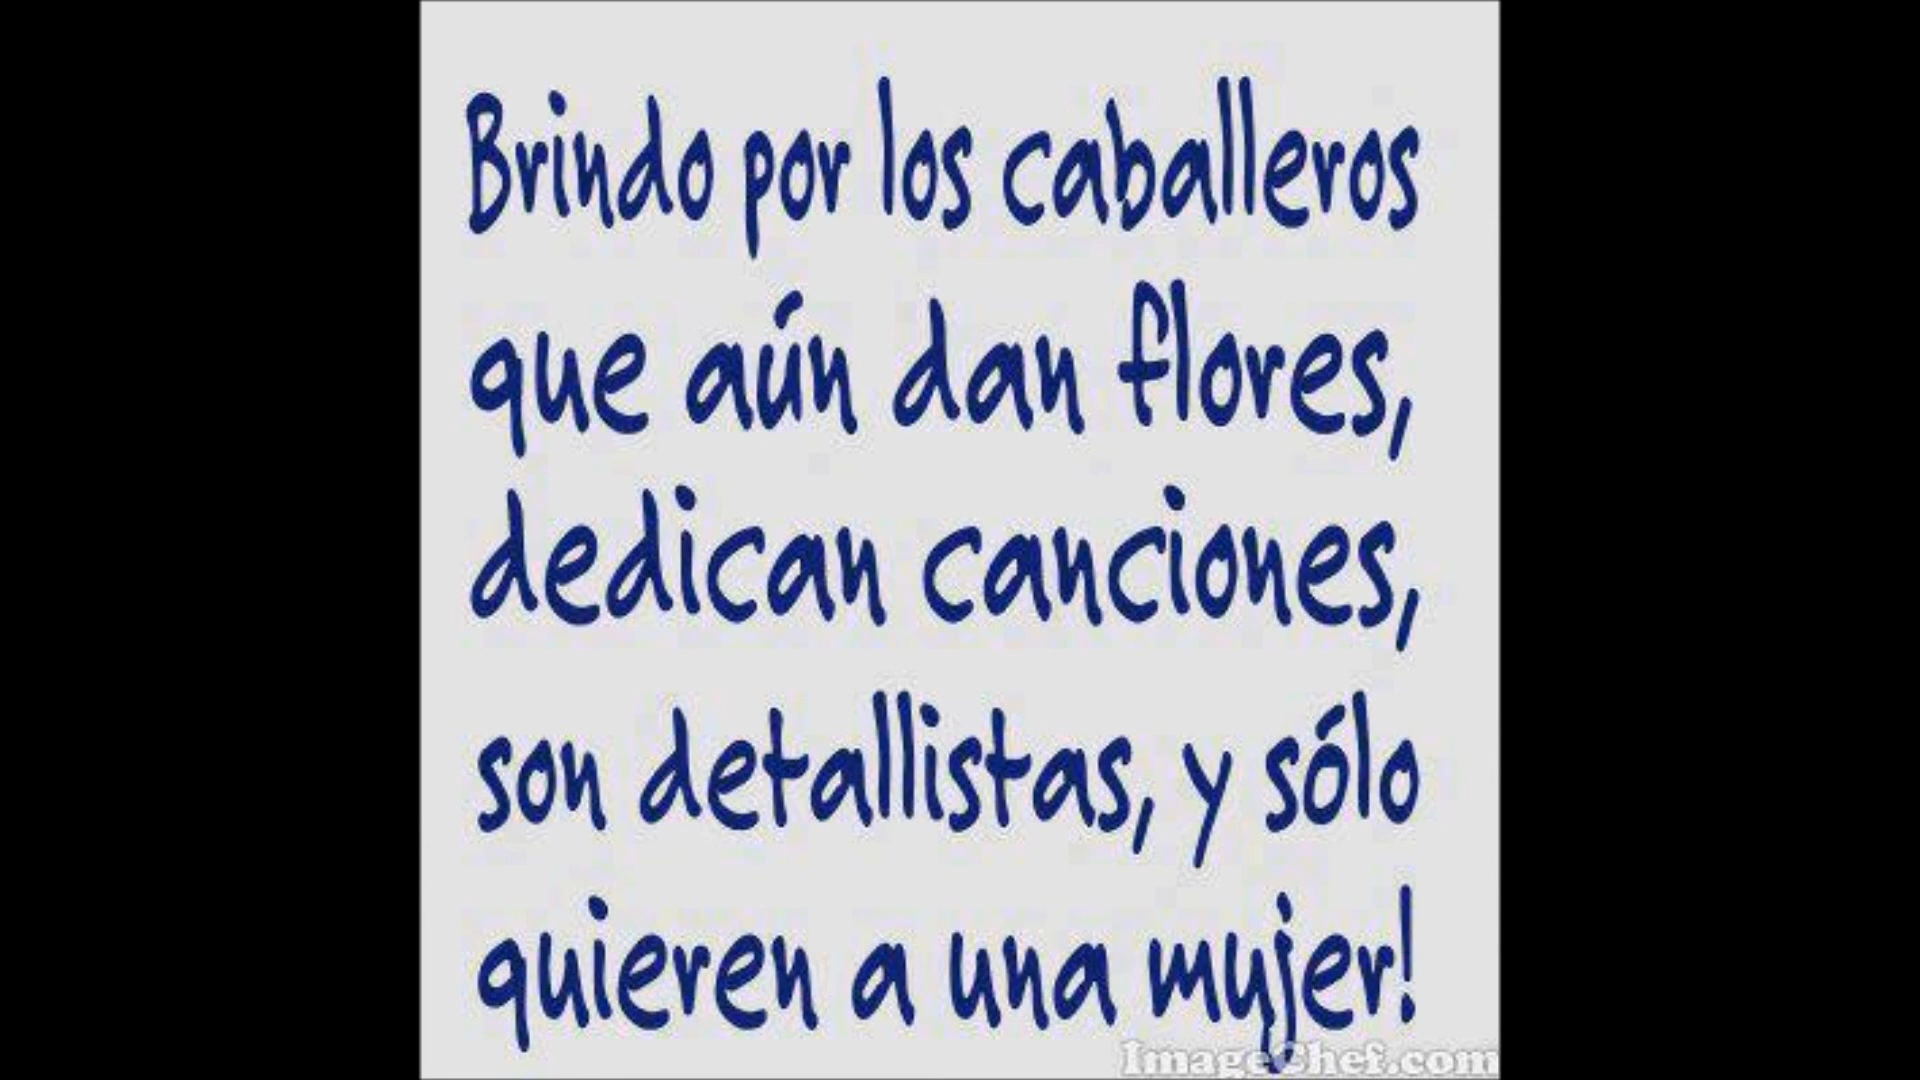 Brindo por los caballeros
que aún dan flores,
dedican canciones,
son detallistas, y sólo
quieren a una mujer!
ImageChef.com